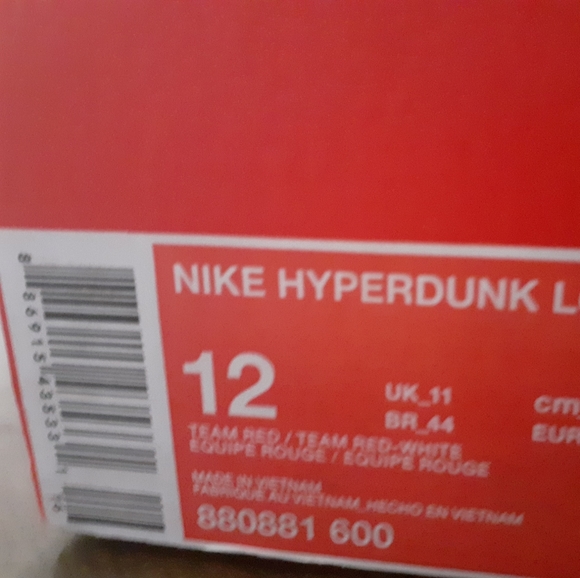 NIKE HYPERDUNK L
12
UK_11
BR_44
cm
EUR
TEAM RED / TEAM RED-WHITE
EQUIPE ROUGE / EQUIPE ROUGE
MADE IN VIETNAM
FABRIQUE AU VIETNAM_HECHO EN VIETNAM
880881 600